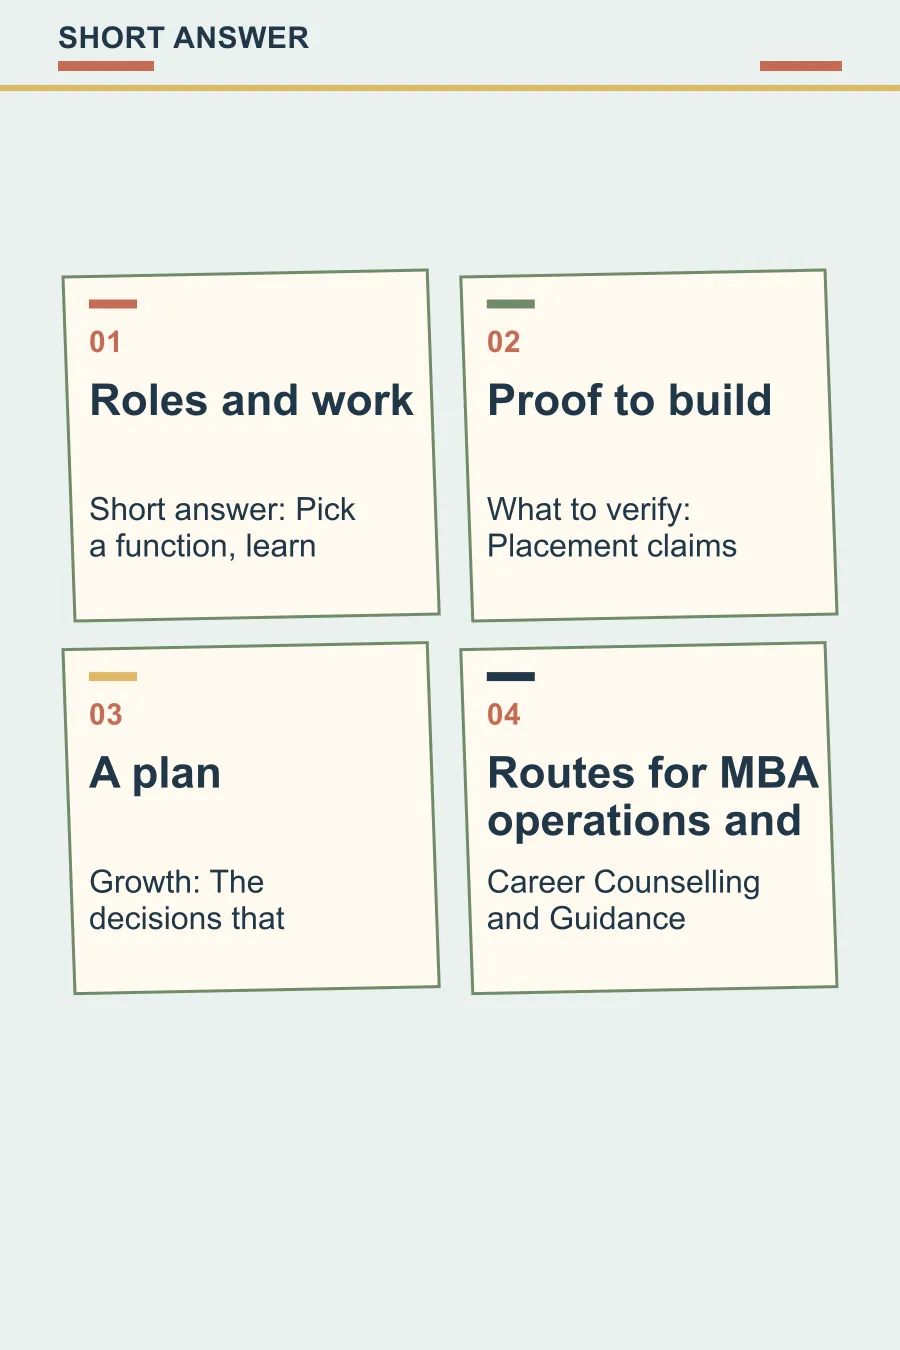 SHORT ANSWER
01
Roles and work
Short answer: Pick
a function, learn
02
Proof to build
What to verify:
Placement claims
03
A plan
Growth: The
decisions that
04
Routes for MBA
operations and
Career Counselling
and Guidance